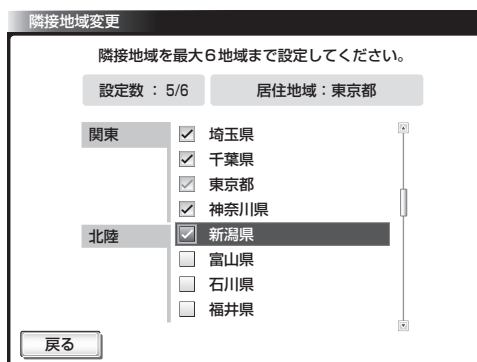 隣接地域変更
隣接地域を最大6地域まで設定してください。
設定数 : 5/6
居住地域:東京都
関東
埼玉県
千葉県
東京都
神奈川県
北陸
新潟県
富山県
石川県
福井県
戻る